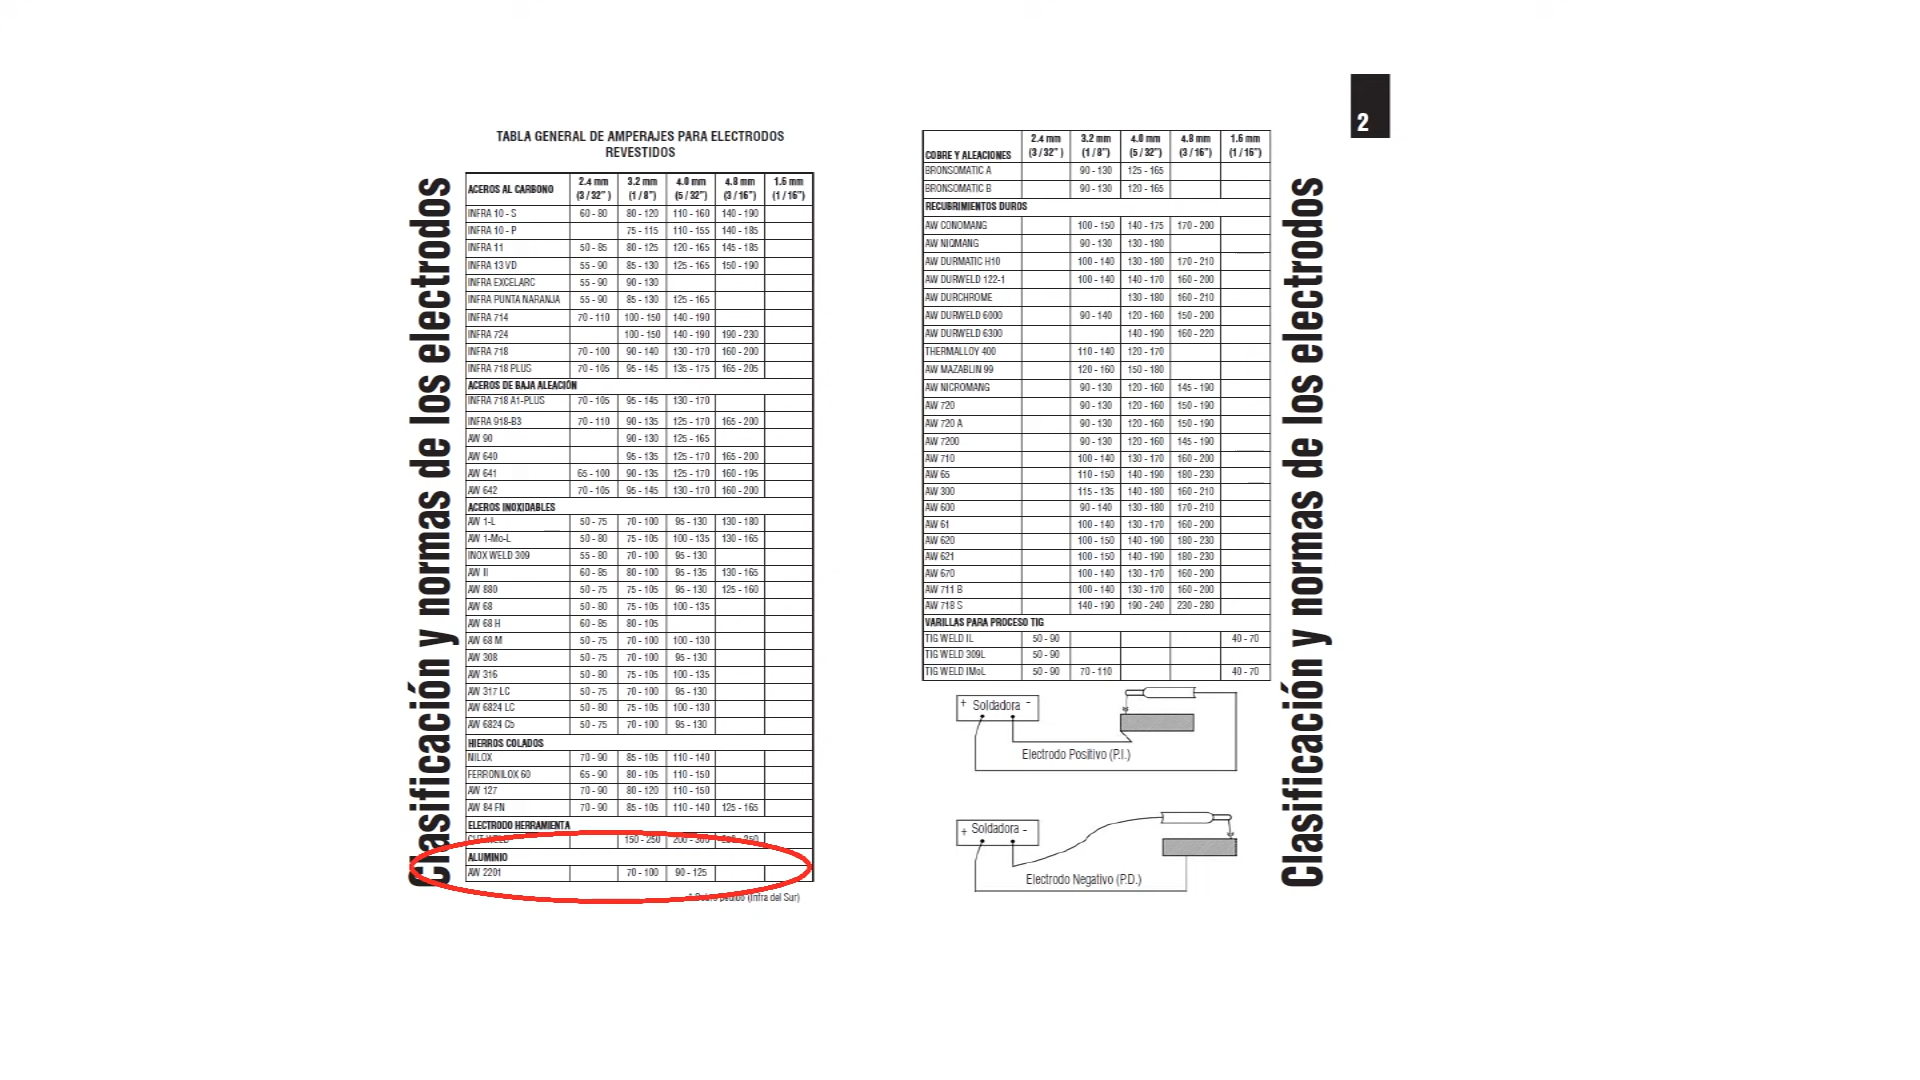 2
Clasificación y normas de los electrodos
TABLA GENERAL DE AMPERAJES PARA ELECTRODOS
REVESTIDOS
ACEROS AL CARBONO 2.4 mm (3 / 32" ) 3.2 mm (1 / 8") 4.0 mm (5 / 32") 4.8 mm (3 / 16") 1.6 mm (1 / 16")
INFRA 10 - S 60 - 80 80 - 120 110 - 160 140 - 190
INFRA 10 - P 75 - 115 110 - 155 140 - 185
INFRA 11 50 - 85 80 - 125 120 - 165 145 - 185
INFRA 13 VD 55 - 90 85 - 130 125 - 165 150 - 190
INFRA EXCELARC 55 - 90 90 - 130
INFRA PUNTA NARANJA 55 - 90 85 - 130 125 - 165
INFRA 714 70 - 110 100 - 150 140 - 190
INFRA 724 100 - 150 140 - 190 190 - 230
INFRA 718 70 - 100 90 - 140 130 - 170 160 - 200
INFRA 718 PLUS 70 - 105 95 - 145 135 - 175 165 - 205
ACEROS DE BAJA ALEACIÓN
INFRA 718 A1-PLUS 70 - 105 95 - 145 130 - 170
INFRA 918-B3 70 - 110 90 - 135 125 - 170 165 - 200
AW 90 90 - 130 125 - 165
AW 640 95 - 135 125 - 170 165 - 200
AW 641 65 - 100 90 - 135 125 - 170 160 - 195
AW 642 70 - 105 95 - 145 130 - 170 160 - 200
ACEROS INOXIDABLES
AW 1-L 50 - 75 70 - 100 95 - 130 130 - 180
AW 1-Mo-L 50 - 80 75 - 105 100 - 135 130 - 165
INOX WELD 309 55 - 80 70 - 100 95 - 130
AW II 60 - 85 80 - 100 95 - 135 130 - 165
AW 880 50 - 75 75 - 105 95 - 130 125 - 160
AW 68 50 - 80 75 - 105 100 - 135
AW 68 H 60 - 85 80 - 105
AW 68 M 50 - 75 70 - 100 100 - 130
AW 308 50 - 75 70 - 100 95 - 130
AW 316 50 - 80 75 - 105 100 - 135
AW 317 LC 50 - 75 70 - 100 95 - 130
AW 6824 LC 50 - 80 75 - 105 100 - 130
AW 6824 Cb 50 - 75 70 - 100 95 - 130
HIERROS COLADOS
NILOX 70 - 90 85 - 105 110 - 140
FERRONILOX 60 65 - 90 80 - 105 110 - 150
AW 127 70 - 90 80 - 120 110 - 150
AW 84 FN 70 - 90 85 - 105 110 - 140 125 - 165
ELECTRODO HERRAMIENTA
150 - 250
ALUMINIO
AW 2201 70 - 100 90 - 125
pedido (Infra del Sur)
COBRE Y ALEACIONES 2.4 mm (3 / 32" ) 3.2 mm (1 / 8") 4.0 mm (5 / 32") 4.8 mm (3 / 16") 1.6 mm (1 / 16")
BRONSOMATIC A 90 - 130 125 - 165
BRONSOMATIC B 90 - 130 120 - 165
RECUBRIMIENTOS DUROS
AW CONOMANG 100 - 150 140 - 175 170 - 200
AW NIQMANG 90 - 130 130 - 180
AW DURMATIC H10 100 - 140 130 - 180 170 - 210
AW DURWELD 122-1 100 - 140 140 - 170 160 - 200
AW DURCHROME 130 - 180 160 - 210
AW DURWELD 6000 90 - 140 120 - 160 150 - 200
AW DURWELD 6300 140 - 190 160 - 220
THERMALLOY 400 110 - 140 120 - 170
AW MAZABLIN 99 120 - 160 150 - 180
AW NICROMANG 90 - 130 120 - 160 145 - 190
AW 720 90 - 130 120 - 160 150 - 190
AW 720 A 90 - 130 120 - 160 150 - 190
AW 7200 90 - 130 120 - 160 145 - 190
AW 710 100 - 140 130 - 170 160 - 200
AW 65 110 - 150 140 - 190 180 - 230
AW 300 115 - 135 140 - 180 160 - 210
AW 600 90 - 140 130 - 180 170 - 210
AW 61 100 - 140 130 - 170 160 - 200
AW 620 100 - 150 140 - 190 180 - 230
AW 621 100 - 150 140 - 190 180 - 230
AW 670 100 - 140 130 - 170 160 - 200
AW 711 B 100 - 140 130 - 170 160 - 200
AW 718 S 140 - 190 190 - 240 230 - 280
VARILLAS PARA PROCESO TIG
TIG WELD IL 50 - 90 40 - 70
TIG WELD 309L 50 - 90
TIG WELD IMoL 50 - 90 70 - 110 40 - 70
+ Soldadora -
Electrodo Positivo (P.I.)
+ Soldadora -
Electrodo Negativo (P.D.)
Clasificación y normas de los electrodos